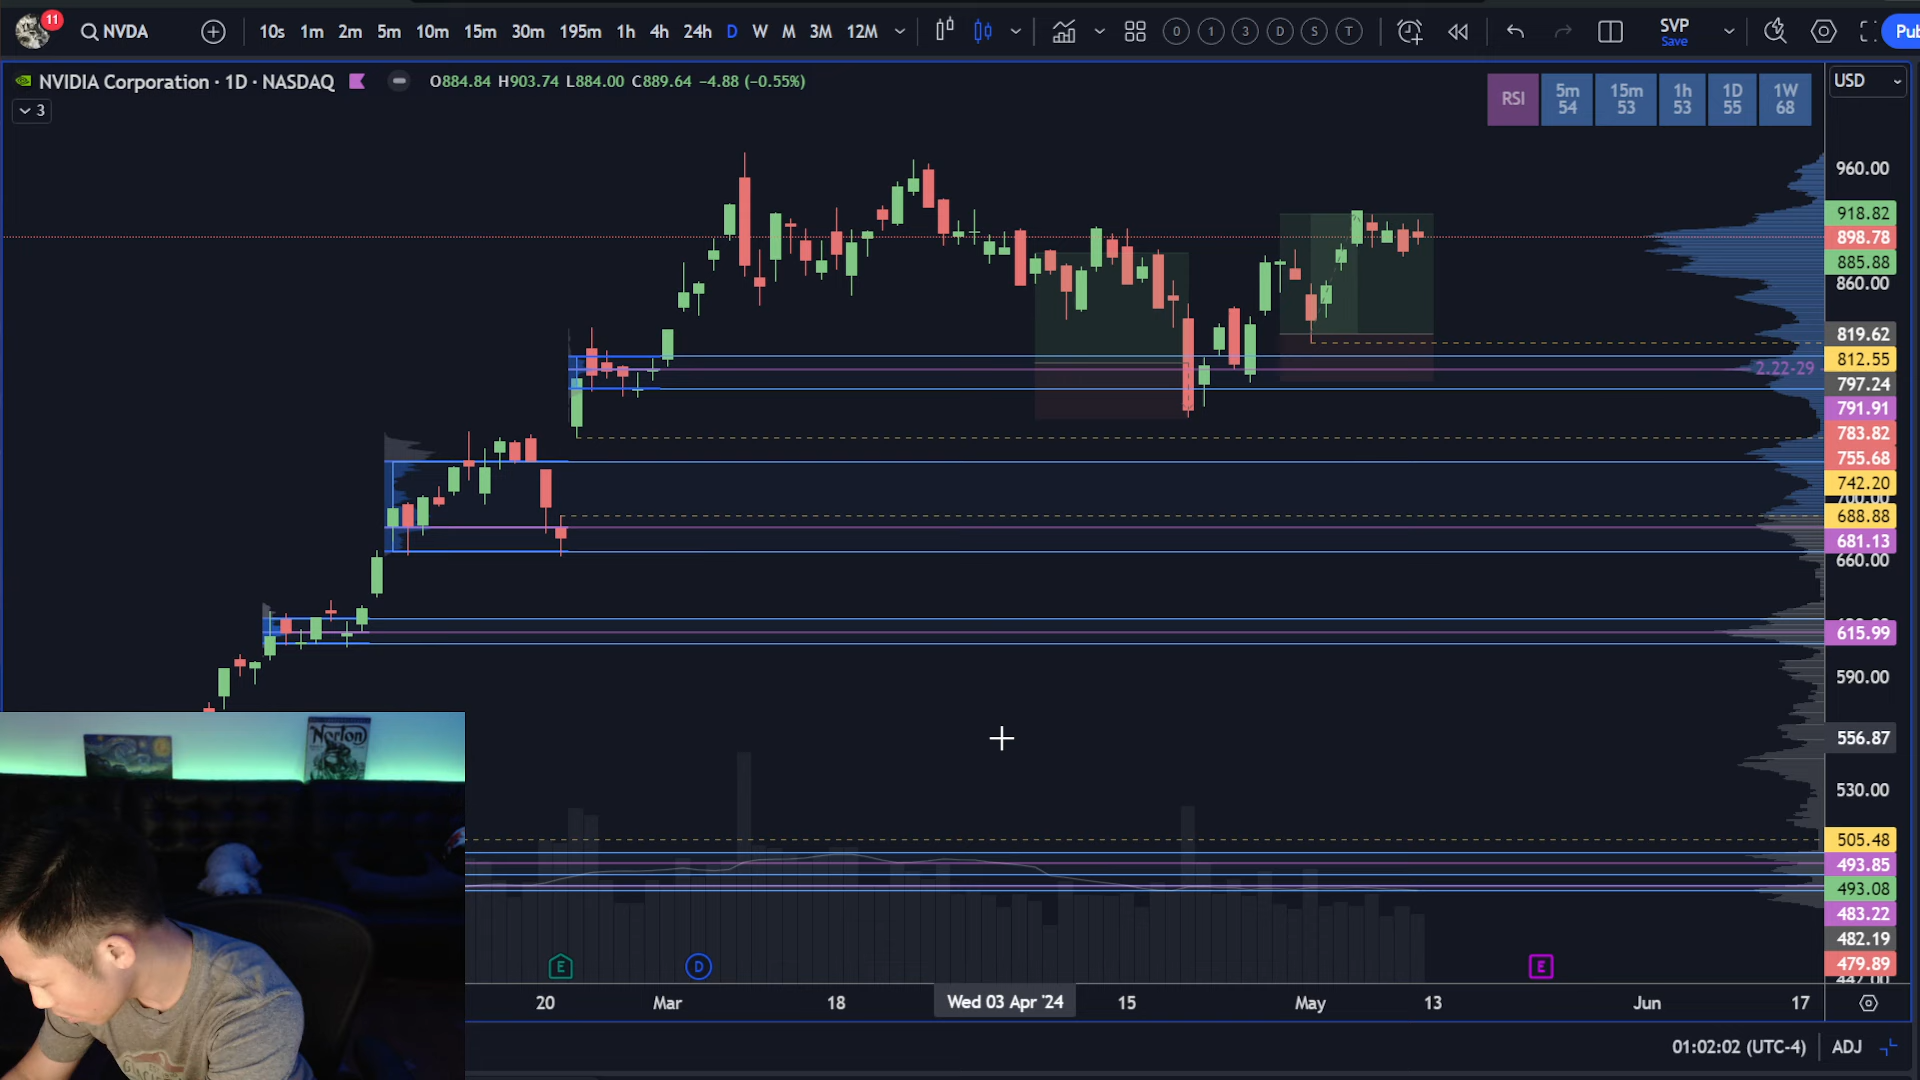 11
NVDA
10s 1m 2m 5m 10m 15m 30m 195m 1h 4h 24h D W M 3M 12M
0 1 3 D S T
SVP
Save
NVIDIA Corporation · 1D · NASDAQ
O884.84 H903.74 L884.00 C889.64 −4.88 (−0.55%)
3
RSI
5m
54
15m
53
1h
53
1D
55
1W
68
USD
960.00
918.82
898.78
885.88
860.00
819.62
812.55
2.22-29
797.24
791.91
783.82
755.68
742.20
700.00
688.88
681.13
660.00
615.99
590.00
556.87
530.00
505.48
493.85
493.08
483.22
482.19
479.89
Norton
E
D
E
20
Mar
18
Wed 03 Apr '24
15
May
13
Jun
17
01:02:02 (UTC-4)
ADJ